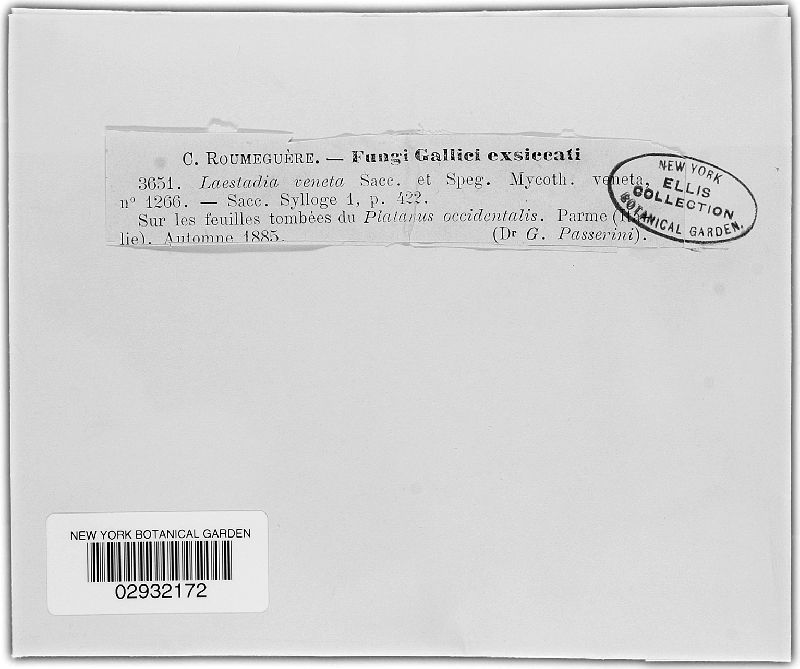 C. ROUMEGUÈRE. — Fungi Gallici exsiccati
3651. Laestadia veneta Sacc. et Speg. Mycoth. veneta,
nº 1266. — Sacc. Sylloge 1, p. 422.
Sur les feuilles tombées du Platanus occidentalis. Parme
lie). Automne 1885. (Dr G. Passerini).
NEW YORK
ELLIS
COLLECTION
BOTANICAL GARDEN.
NEW YORK BOTANICAL GARDEN
02932172